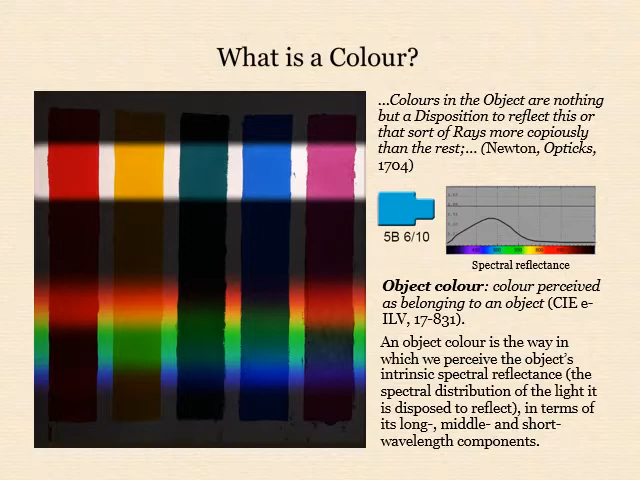 What is a Colour?
...Colours in the Object are nothing
but a Disposition to reflect this or
that sort of Rays more copiously
than the rest;... (Newton, Opticks,
1704)
5B 6/10
Spectral reflectance
Object colour: colour perceived
as belonging to an object (CIE e-
ILV, 17-831).
An object colour is the way in
which we perceive the object's
intrinsic spectral reflectance (the
spectral distribution of the light it
is disposed to reflect), in terms of
its long-, middle- and short-
wavelength components.